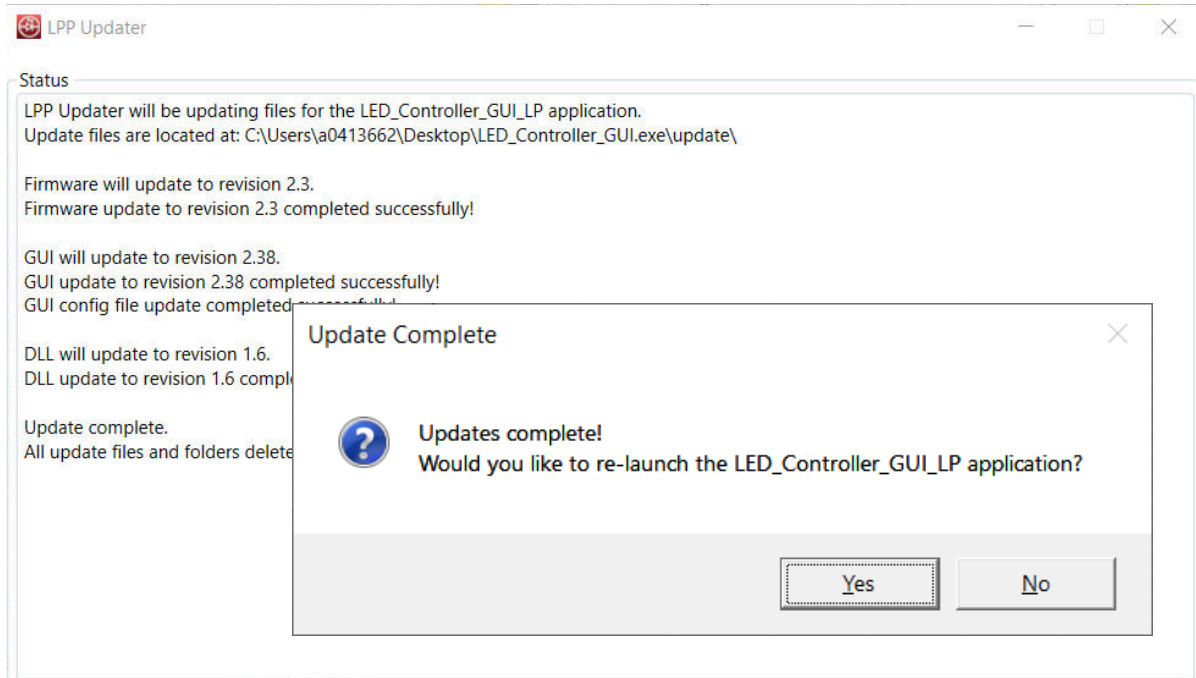 LPP Updater
Status
LPP Updater will be updating files for the LED_Controller_GUI_LP application.
Update files are located at: C:\Users\a0413662\Desktop\LED_Controller_GUI.exe\update\
Firmware will update to revision 2.3.
Firmware update to revision 2.3 completed successfully!
GUI will update to revision 2.38.
GUI update to revision 2.38 completed successfully!
GUI config file update completed
DLL will update to revision 1.6.
DLL update to revision 1.6
Update complete.
All update files and folders delete
Update Complete
Updates complete!
Would you like to re-launch the LED_Controller_GUI_LP application?
Yes
No